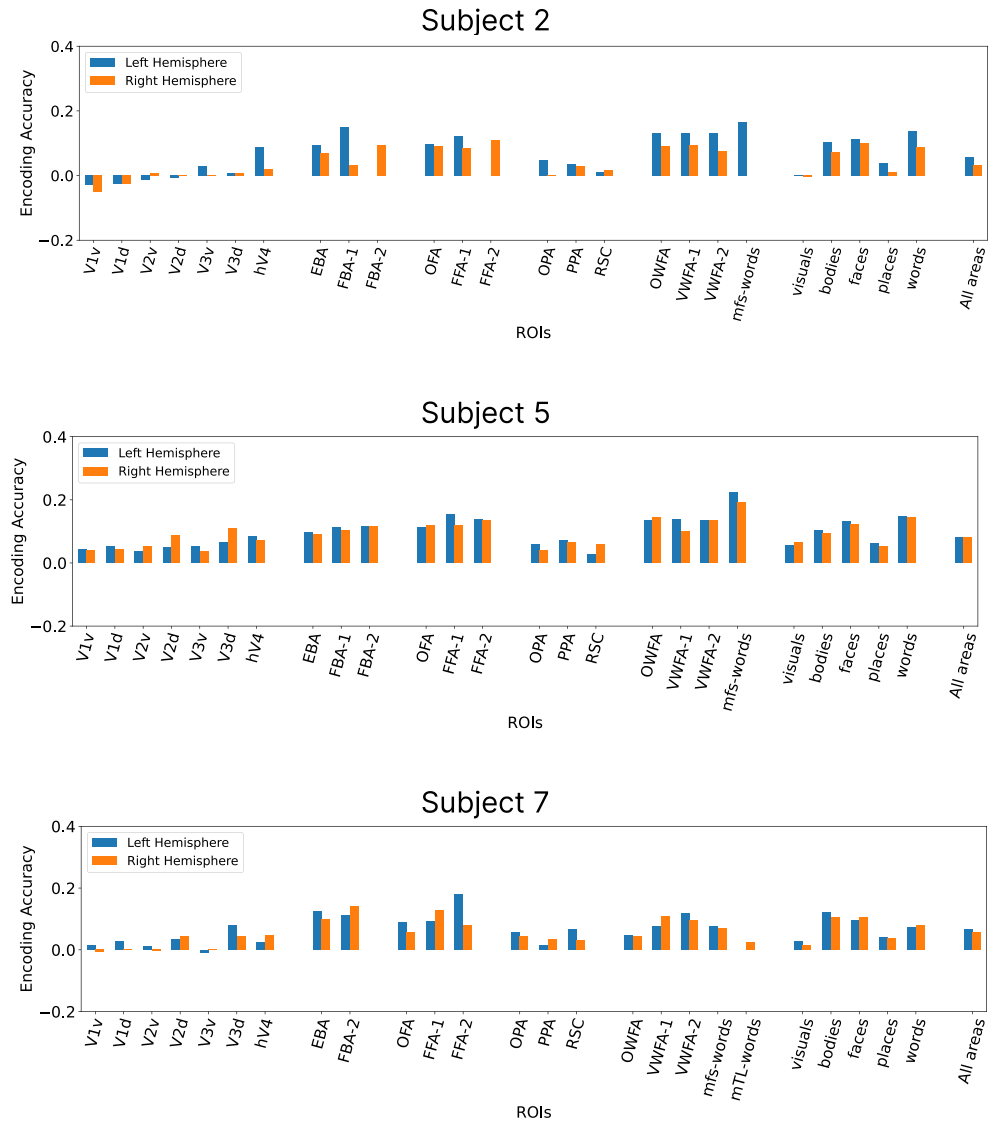 Subject 2
Encoding Accuracy
0.4
0.2
0.0
−0.2
Left Hemisphere
Right Hemisphere
V1v V1d V2v V2d V3v V3d hV4 EBA FBA-1 FBA-2 OFA FFA-1 FFA-2 OPA PPA RSC OWFA VWFA-1 VWFA-2 mfs-words visuals bodies faces places words All areas
ROIs
Subject 5
Encoding Accuracy
0.4
0.2
0.0
−0.2
Left Hemisphere
Right Hemisphere
V1v V1d V2v V2d V3v V3d hV4 EBA FBA-1 FBA-2 OFA FFA-1 FFA-2 OPA PPA RSC OWFA VWFA-1 VWFA-2 mfs-words visuals bodies faces places words All areas
ROIs
Subject 7
Encoding Accuracy
0.4
0.2
0.0
−0.2
Left Hemisphere
Right Hemisphere
V1v V1d V2v V2d V3v V3d hV4 EBA FBA-2 OFA FFA-1 FFA-2 OPA PPA RSC OWFA VWFA-1 VWFA-2 mfs-words mTL-words visuals bodies faces places words All areas
ROIs